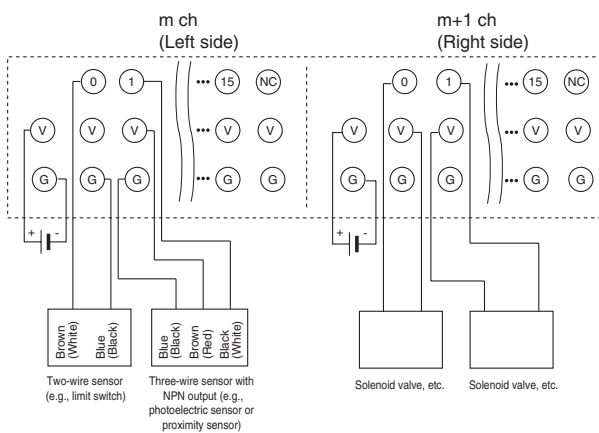 m ch
(Left side)
m+1 ch
(Right side)
0 1 ... 15 NC
0 1 ... 15 NC
V V V ... V V
V V V ... V V
G G G ... G G
G G G ... G G
+ -
+ -
Brown
(White)
Blue
(Black)
Blue
(Black)
Brown
(Red)
Black
(White)
Two-wire sensor
(e.g., limit switch)
Three-wire sensor with
NPN output (e.g.,
photoelectric sensor or
proximity sensor)
Solenoid valve, etc.
Solenoid valve, etc.